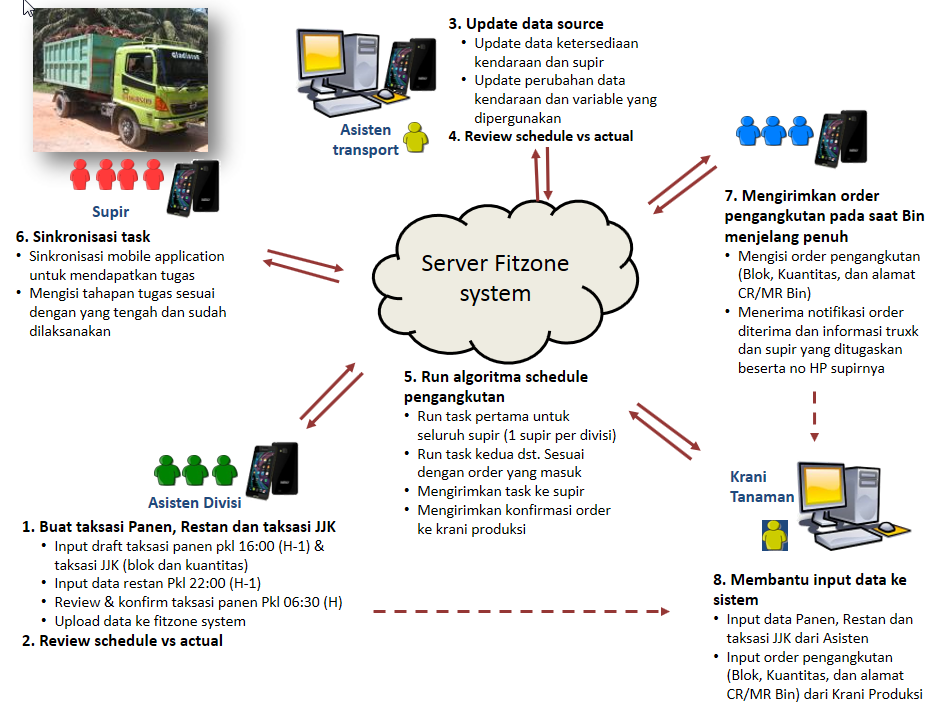 Gladiator
3. Update data source
• Update data ketersediaan
kendaraan dan supir
• Update perubahan data
kendaraan dan variable yang
dipergunakan
4. Review schedule vs actual
Asisten
transport
Supir
6. Sinkronisasi task
• Sinkronisasi mobile application
untuk mendapatkan tugas
• Mengisi tahapan tugas sesuai
dengan yang tengah dan sudah
dilaksanakan
Server Fitzone
system
7. Mengirimkan order
pengangkutan pada saat Bin
menjelang penuh
• Mengisi order pengangkutan
(Blok, Kuantitas, dan alamat
CR/MR Bin)
• Menerima notifikasi order
diterima dan informasi truxk
dan supir yang ditugaskan
beserta no HP supirnya
5. Run algoritma schedule
pengangkutan
• Run task pertama untuk
seluruh supir (1 supir per divisi)
• Run task kedua dst. Sesuai
dengan order yang masuk
• Mengirimkan task ke supir
• Mengirimkan konfirmasi order
ke krani produksi
Asisten Divisi
1. Buat taksasi Panen, Restan dan taksasi JJK
• Input draft taksasi panen pkl 16:00 (H-1) &
taksasi JJK (blok dan kuantitas)
• Input data restan Pkl 22:00 (H-1)
• Review & konfirm taksasi panen Pkl 06:30 (H)
• Upload data ke fitzone system
2. Review schedule vs actual
Krani
Tanaman
8. Membantu input data ke
sistem
• Input data Panen, Restan dan
taksasi JJK dari Asisten
• Input order pengangkutan
(Blok, Kuantitas, dan alamat
CR/MR Bin) dari Krani Produksi